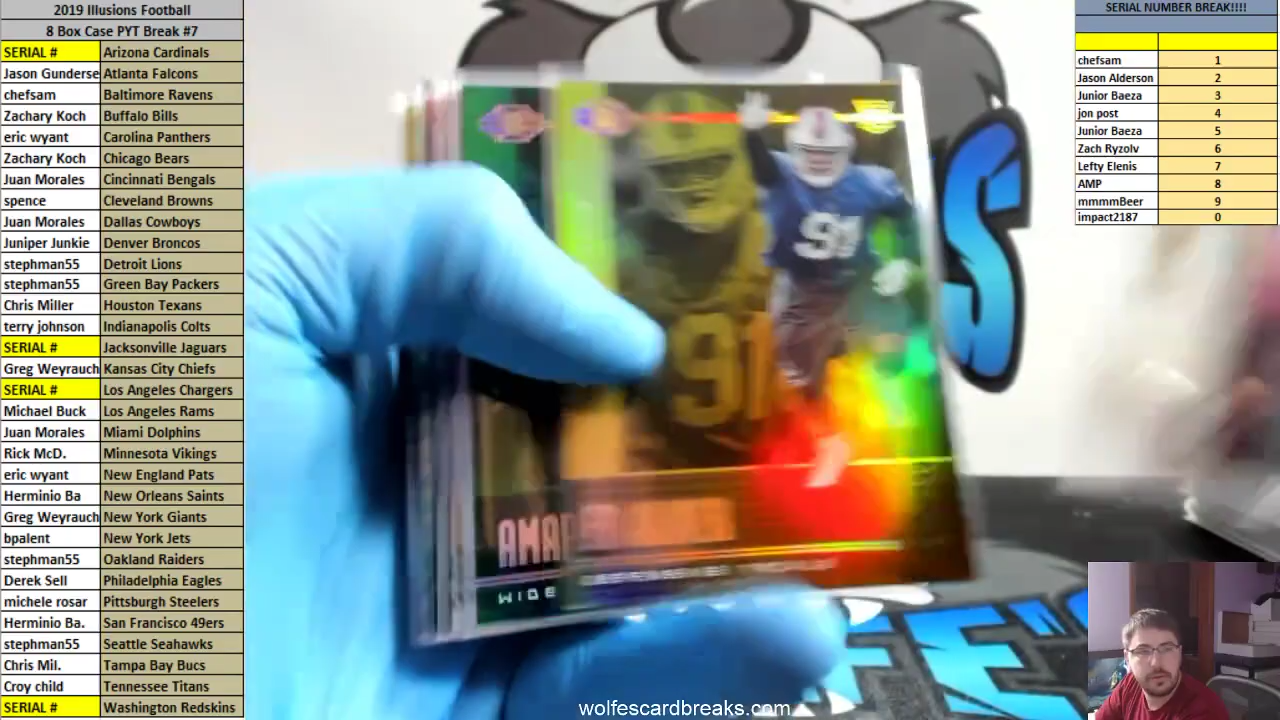 2019 Illusions Football
8 Box Case PYT Break #7
SERIAL # Arizona Cardinals
Jason Gunderse Atlanta Falcons
chefsam Baltimore Ravens
Zachary Koch Buffalo Bills
eric wyant Carolina Panthers
Zachary Koch Chicago Bears
Juan Morales Cincinnati Bengals
spence Cleveland Browns
Juan Morales Dallas Cowboys
Juniper Junkie Denver Broncos
stephman55 Detroit Lions
stephman55 Green Bay Packers
Chris Miller Houston Texans
terry johnson Indianapolis Colts
SERIAL # Jacksonville Jaguars
Greg Weyrauch Kansas City Chiefs
SERIAL # Los Angeles Chargers
Michael Buck Los Angeles Rams
Juan Morales Miami Dolphins
Rick McD. Minnesota Vikings
eric wyant New England Pats
Herminio Ba New Orleans Saints
Greg Weyrauch New York Giants
bpalent New York Jets
stephman55 Oakland Raiders
Derek Sell Philadelphia Eagles
michele rosar Pittsburgh Steelers
Herminio Ba. San Francisco 49ers
stephman55 Seattle Seahawks
Chris Mil. Tampa Bay Bucs
Croy child Tennessee Titans
SERIAL # Washington Redskins
SERIAL NUMBER BREAK!!!!
chefsam 1
Jason Alderson 2
Junior Baeza 3
jon post 4
Junior Baeza 5
Zach Ryzolv 6
Lefty Elenis 7
AMP 8
mmmmBeer 9
impact2187 0
91
91
AMAR
WIDE
S
FE'S
wolfescardbreaks.com